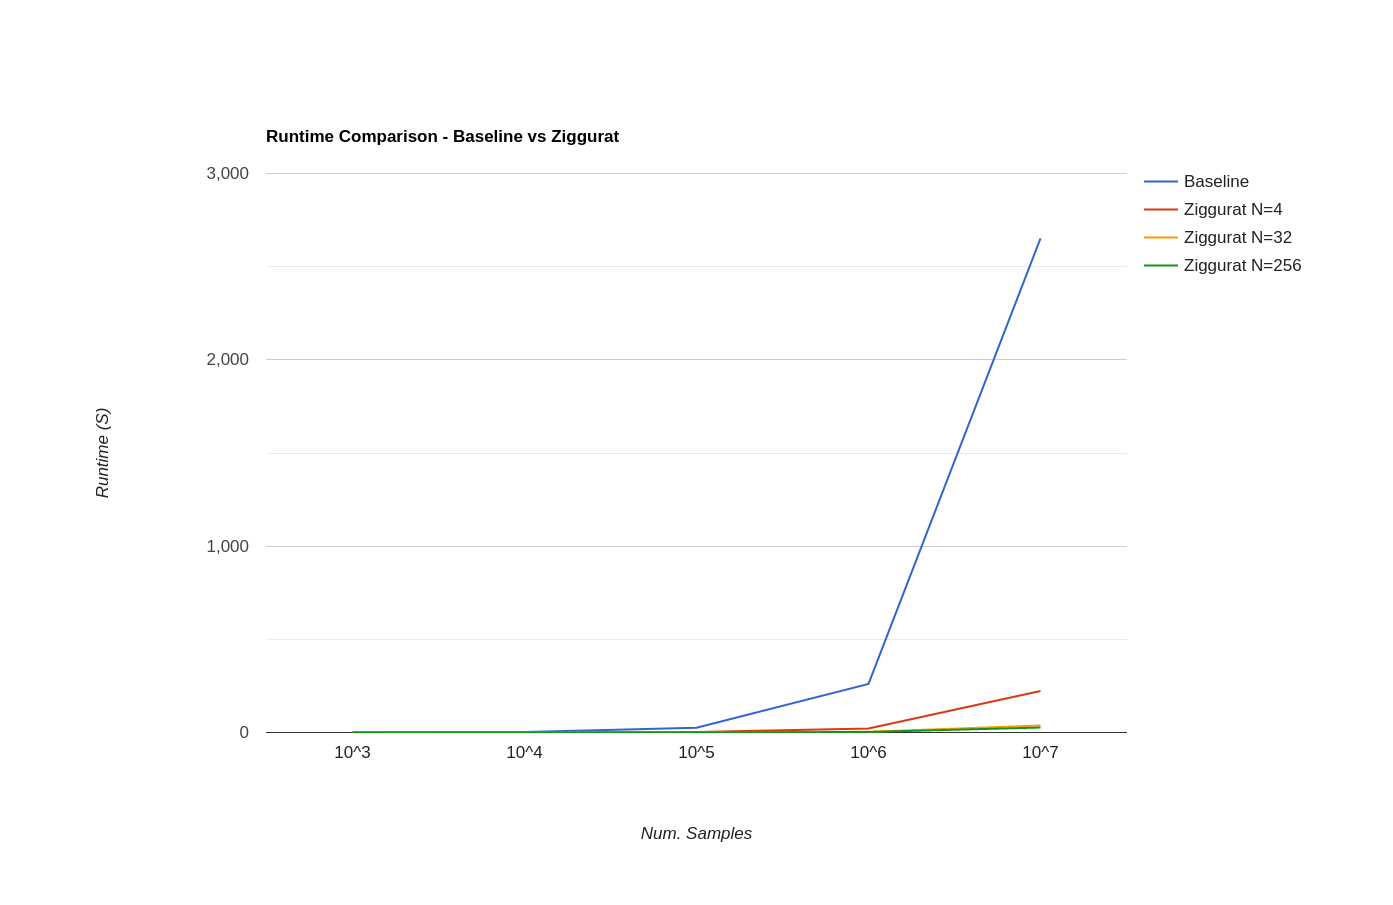 Runtime Comparison - Baseline vs Ziggurat
3,000
2,000
1,000
0
Runtime (S)
10^3
10^4
10^5
10^6
10^7
Num. Samples
Baseline
Ziggurat N=4
Ziggurat N=32
Ziggurat N=256